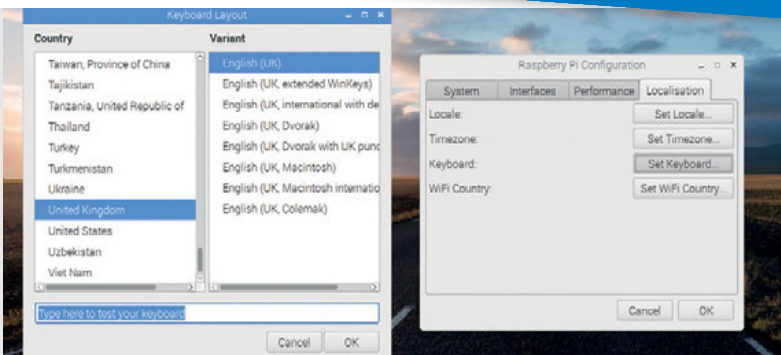 Keyboard Layout
Country
Variant
Taiwan, Province of China
Tajikistan
Tanzania, United Republic of
Thailand
Turkey
Turkmenistan
Ukraine
United Kingdom
United States
Uzbekistan
Viet Nam
English (UK)
English (UK, extended WinKeys)
English (UK, international with de
English (UK, Dvorak)
English (UK, Dvorak with UK punc
English (UK, Macintosh)
English (UK, Macintosh internatio
English (UK, Colemak)
Type here to test your keyboard
Cancel
OK
Raspberry Pi Configuration
System
Interfaces
Performance
Localisation
Locale:
Set Locale...
Timezone:
Set Timezone...
Keyboard:
Set Keyboard...
WiFi Country:
Set WiFi Country...
Cancel
OK